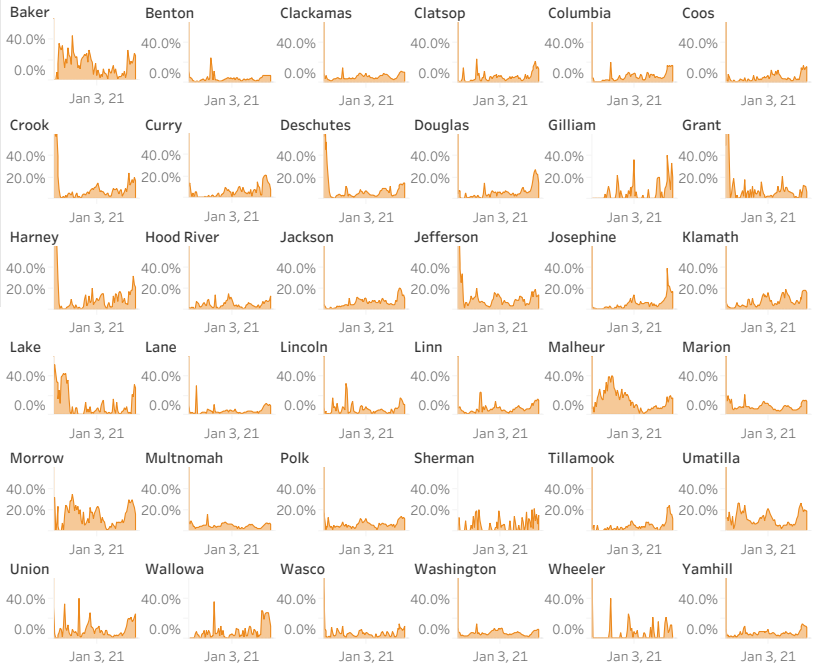 Baker Benton Clackamas Clatsop Columbia Coos
40.0% 40.0% 40.0% 40.0% 40.0% 40.0%
0.0% 0.0% 0.0% 0.0% 0.0% 0.0%
Jan 3, 21 Jan 3, 21 Jan 3, 21 Jan 3, 21 Jan 3, 21 Jan 3, 21
Crook Curry Deschutes Douglas Gilliam Grant
40.0% 40.0% 40.0% 40.0% 40.0% 40.0%
20.0% 20.0% 20.0% 20.0% 20.0% 20.0%
Jan 3, 21 Jan 3, 21 Jan 3, 21 Jan 3, 21 Jan 3, 21 Jan 3, 21
Harney Hood River Jackson Jefferson Josephine Klamath
40.0% 40.0% 40.0% 40.0% 40.0% 40.0%
20.0% 20.0% 20.0% 20.0% 20.0% 20.0%
Jan 3, 21 Jan 3, 21 Jan 3, 21 Jan 3, 21 Jan 3, 21 Jan 3, 21
Lake Lane Lincoln Linn Malheur Marion
40.0% 40.0% 40.0% 40.0% 40.0% 40.0%
0.0% 0.0% 0.0% 0.0% 0.0% 0.0%
Jan 3, 21 Jan 3, 21 Jan 3, 21 Jan 3, 21 Jan 3, 21 Jan 3, 21
Morrow Multnomah Polk Sherman Tillamook Umatilla
40.0% 40.0% 40.0% 40.0% 40.0% 40.0%
20.0% 20.0% 20.0% 20.0% 20.0% 20.0%
Jan 3, 21 Jan 3, 21 Jan 3, 21 Jan 3, 21 Jan 3, 21 Jan 3, 21
Union Wallowa Wasco Washington Wheeler Yamhill
40.0% 40.0% 40.0% 40.0% 40.0% 40.0%
0.0% 0.0% 0.0% 0.0% 0.0% 0.0%
Jan 3, 21 Jan 3, 21 Jan 3, 21 Jan 3, 21 Jan 3, 21 Jan 3, 21